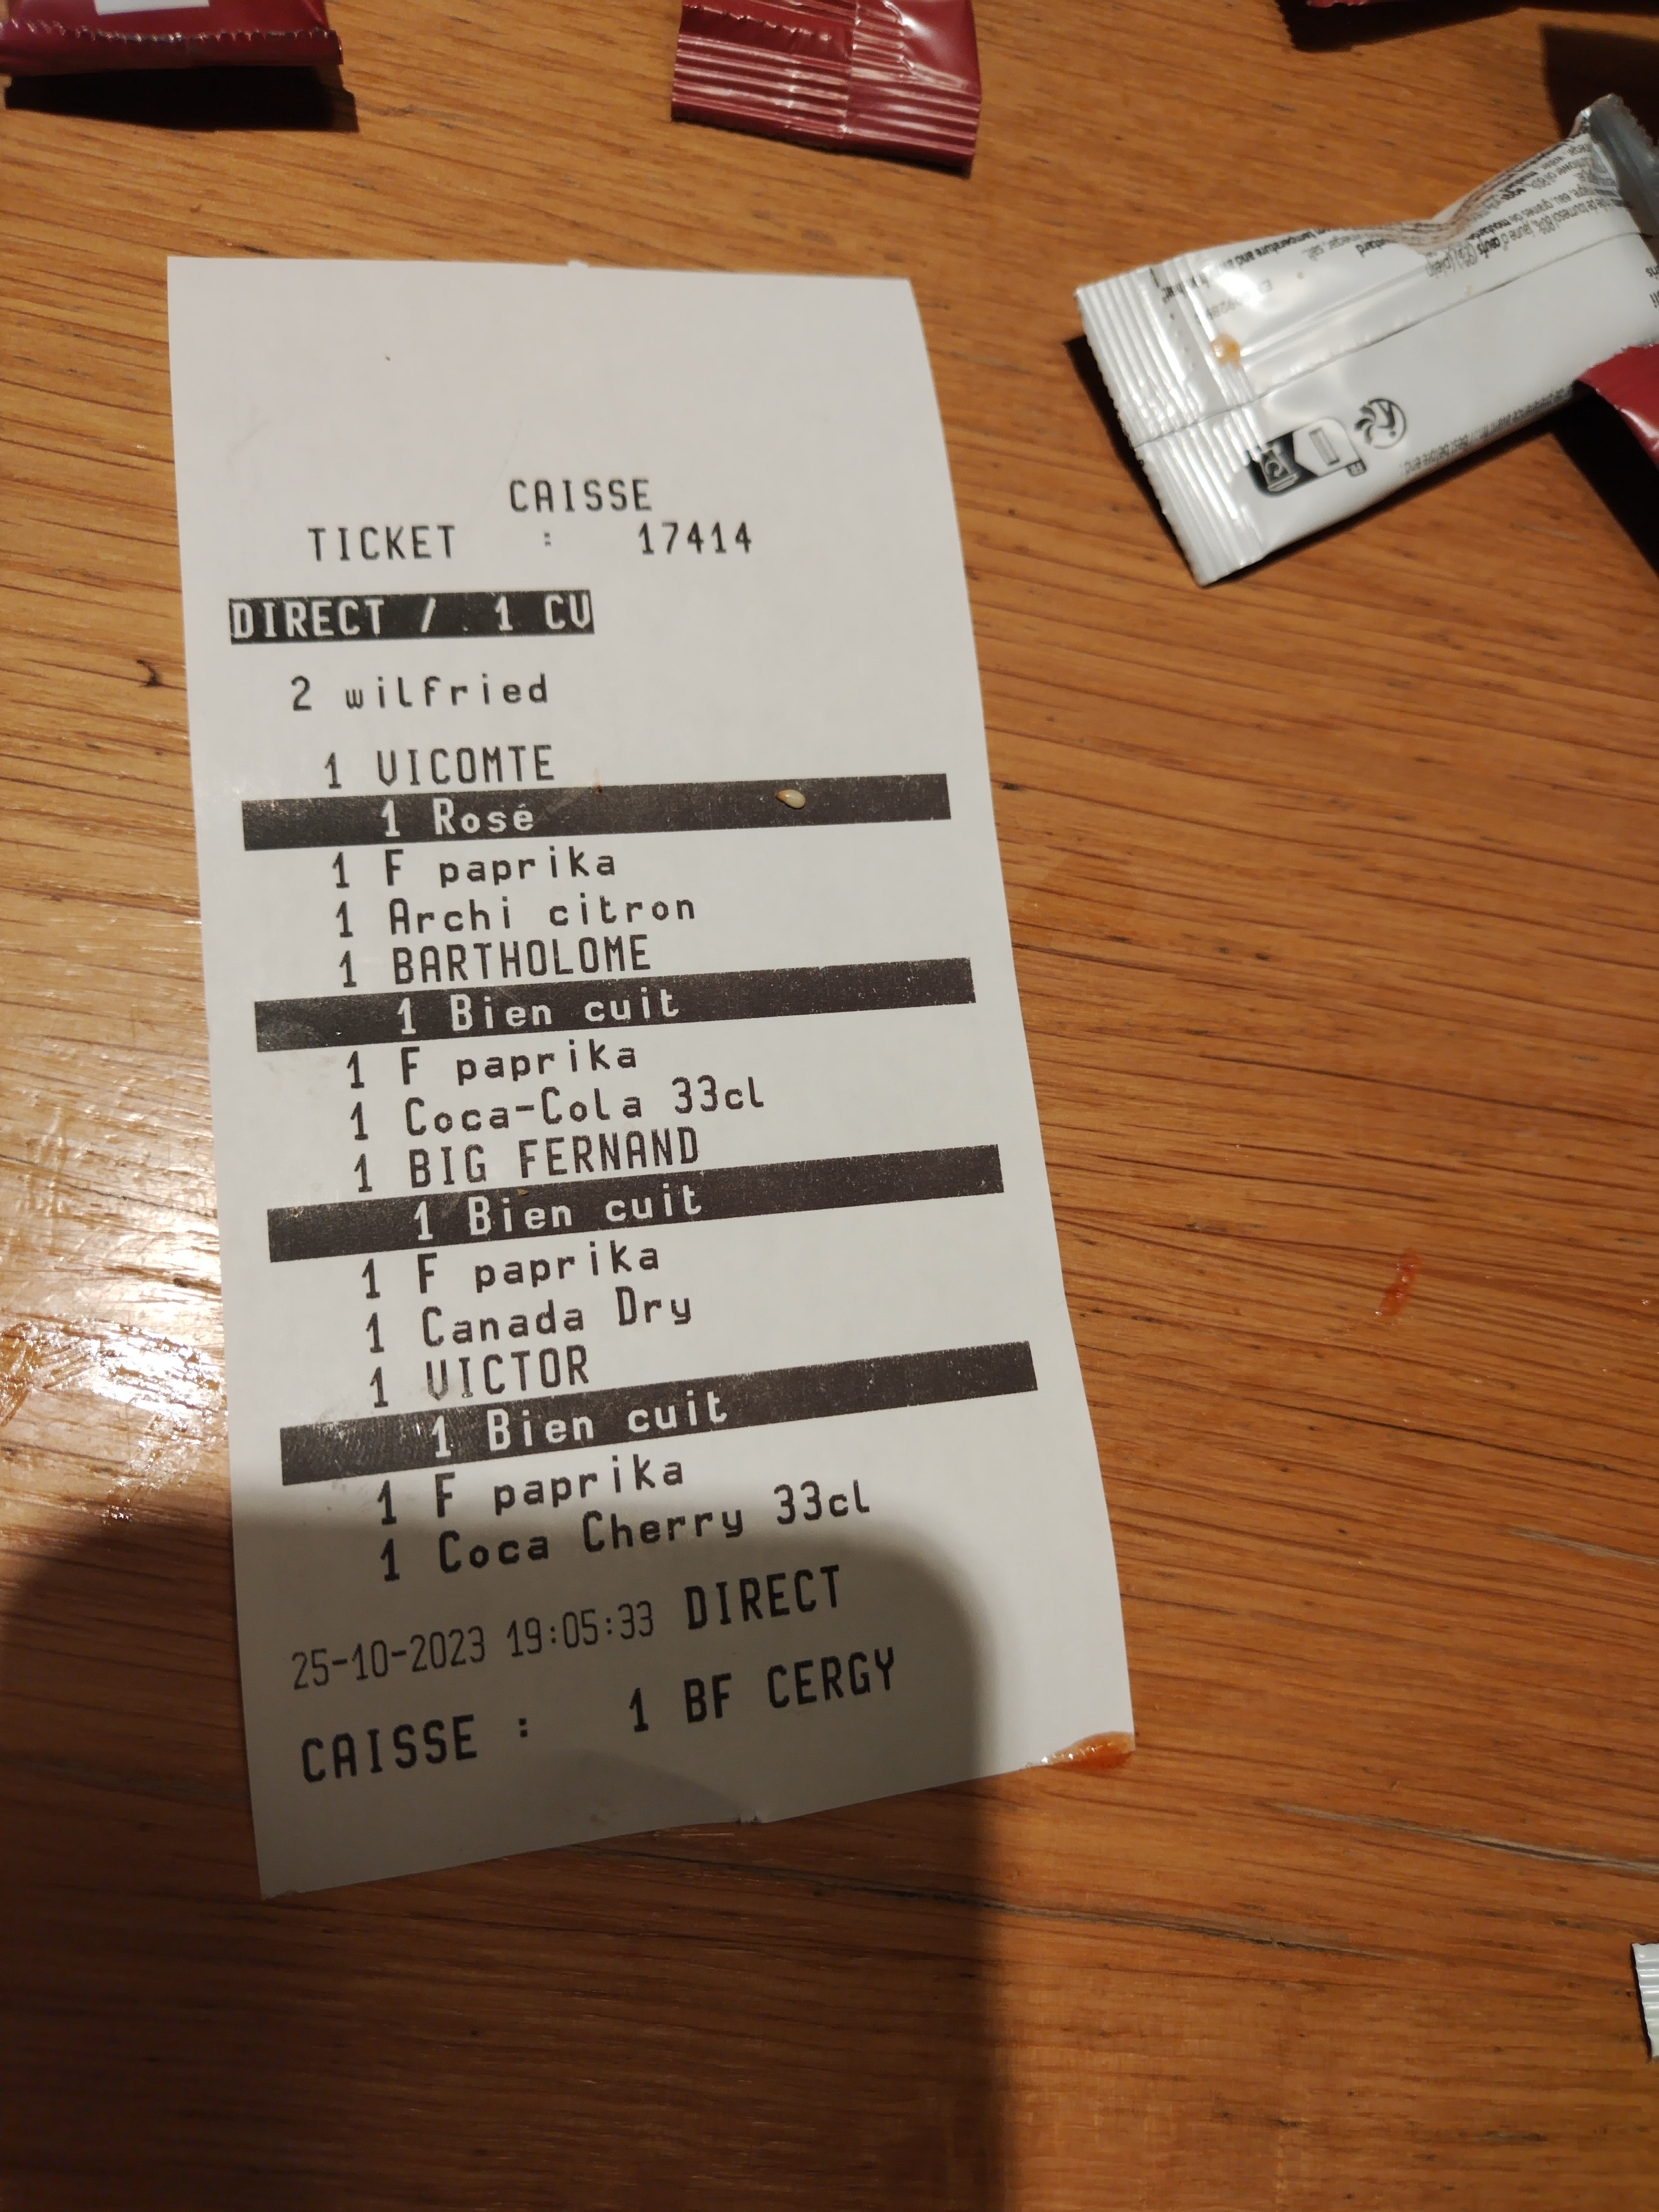 CAISSE
TICKET : 17414
DIRECT / 1 CV
2 wilfried
1 VICOMTE
1 Rosé
1 F paprika
1 Archi citron
1 BARTHOLOME
1 Bien cuit
1 F paprika
1 Coca-Cola 33cl
1 BIG FERNAND
1 Bien cuit
1 F paprika
1 Canada Dry
1 VICTOR
1 Bien cuit
1 F paprika
1 Coca Cherry 33cl
25-10-2023 19:05:33 DIRECT
CAISSE : 1 BF CERGY